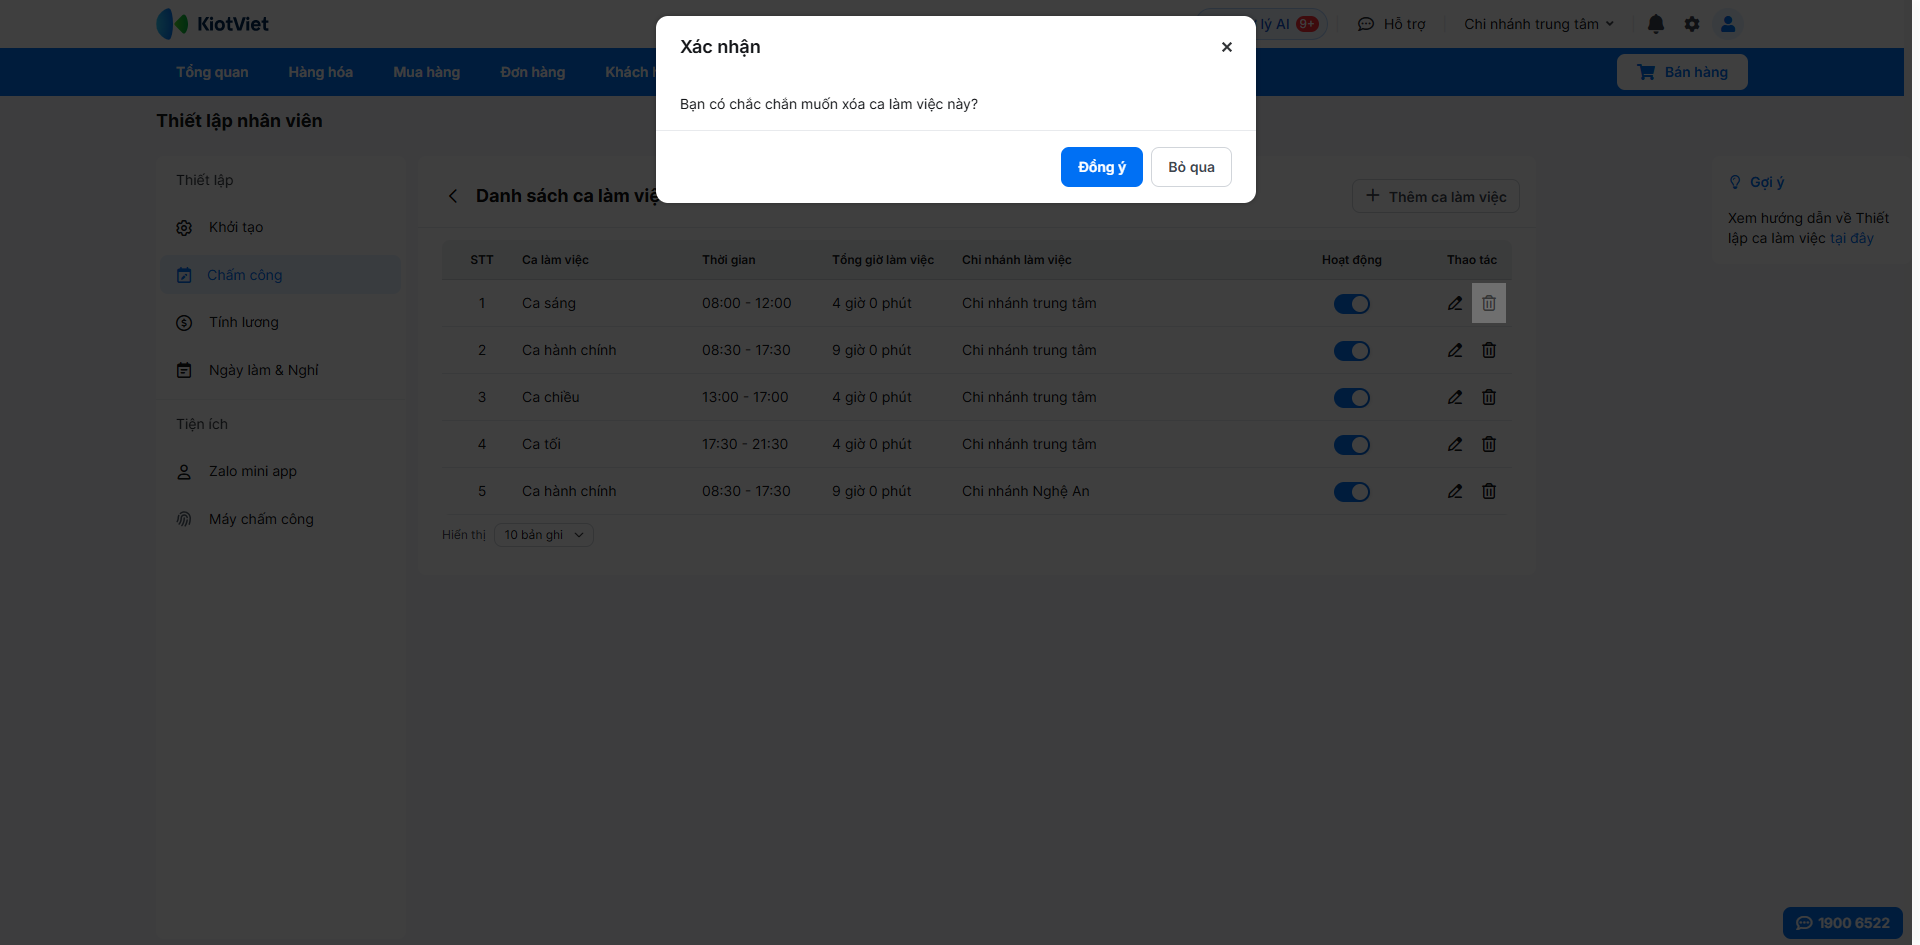 KiotViet
lý AI 9+
Hỗ trợ
Chi nhánh trung tâm
Tổng quan
Hàng hóa
Mua hàng
Đơn hàng
Khách
Bán hàng
Xác nhận
Bạn có chắc chắn muốn xóa ca làm việc này?
Đồng ý
Bỏ qua
Thiết lập nhân viên
Thiết lập
Khởi tạo
Chấm công
Tính lương
Ngày làm & Nghỉ
Tiện ích
Zalo mini app
Máy chấm công
Danh sách ca làm việ
Thêm ca làm việc
STT Ca làm việc Thời gian Tổng giờ làm việc Chi nhánh làm việc Hoạt động Thao tác
1 Ca sáng 08:00 - 12:00 4 giờ 0 phút Chi nhánh trung tâm
2 Ca hành chính 08:30 - 17:30 9 giờ 0 phút Chi nhánh trung tâm
3 Ca chiều 13:00 - 17:00 4 giờ 0 phút Chi nhánh trung tâm
4 Ca tối 17:30 - 21:30 4 giờ 0 phút Chi nhánh trung tâm
5 Ca hành chính 08:30 - 17:30 9 giờ 0 phút Chi nhánh Nghệ An
Hiển thị 10 bản ghi
Gợi ý
Xem hướng dẫn về Thiết
lập ca làm việc tại đây
1900 6522